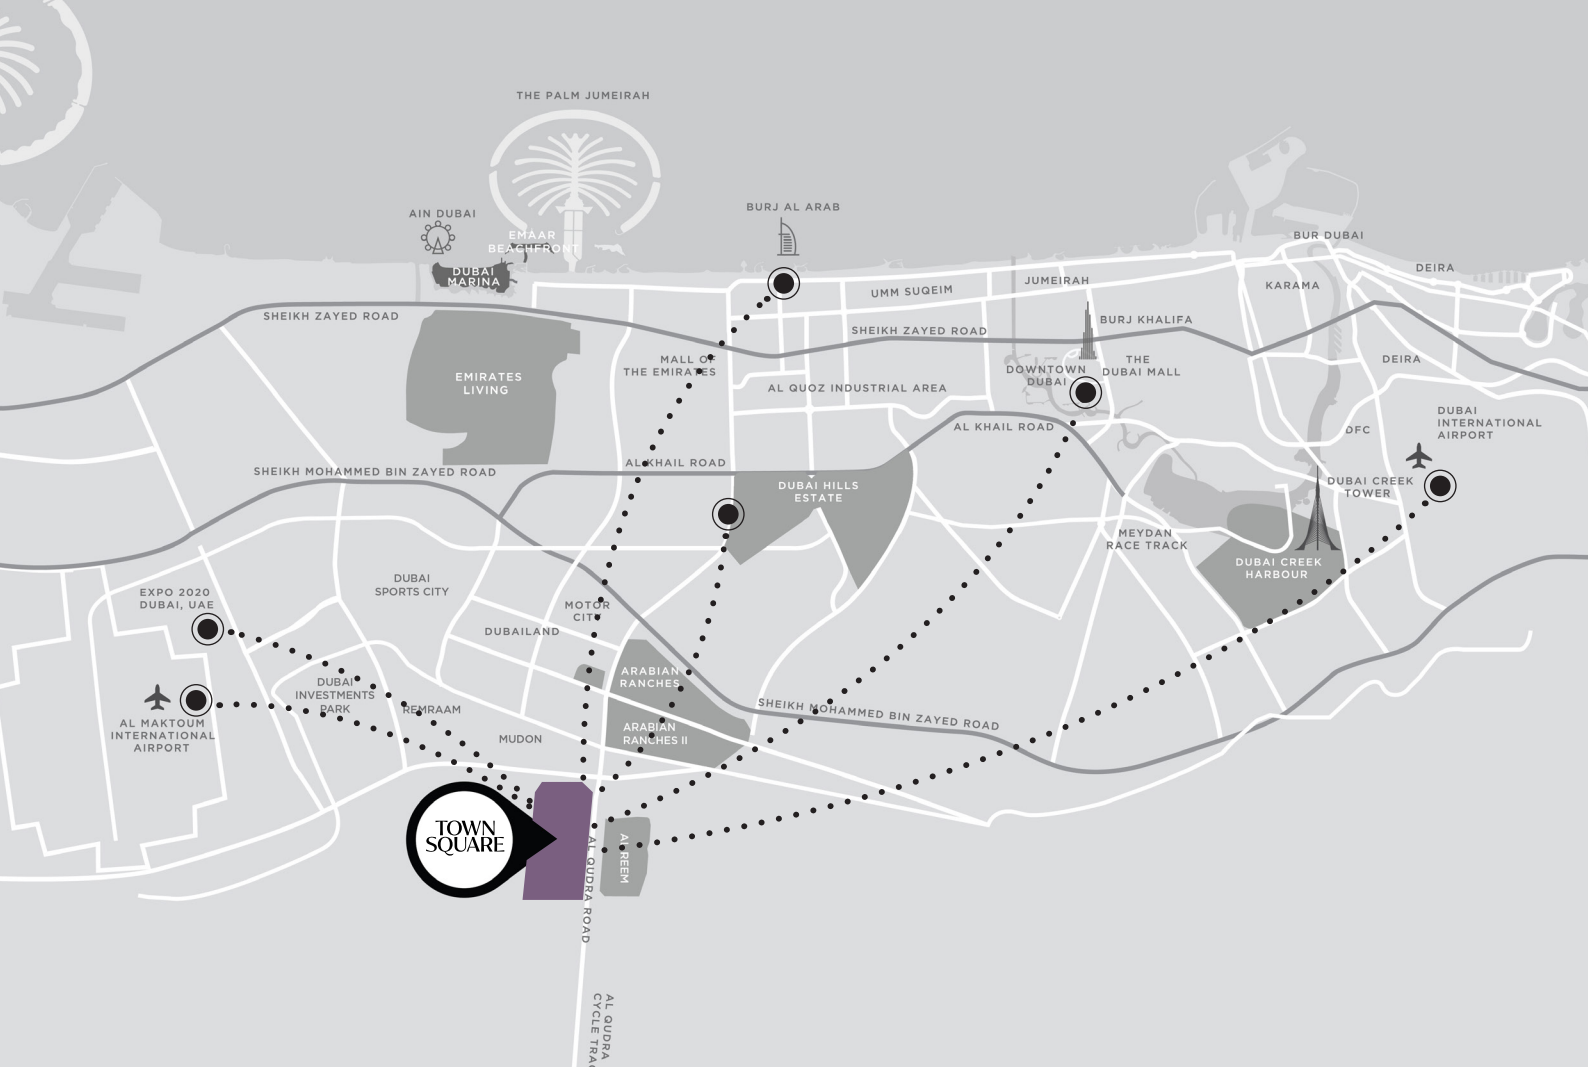 THE PALM JUMEIRAH
AIN DUBAI
BURJ AL ARAB
EMAAR
BEACHFRONT
DUBAI
MARINA
BUR DUBAI
DEIRA
KARAMA
JUMEIRAH
UMM SUQEIM
SHEIKH ZAYED ROAD
SHEIKH ZAYED ROAD
BURJ KHALIFA
MALL OF
THE EMIRATES
THE
DUBAI MALL
DOWNTOWN
DUBAI
DEIRA
EMIRATES
LIVING
AL QUOZ INDUSTRIAL AREA
DUBAI
INTERNATIONAL
AIRPORT
AL KHAIL ROAD
DFC
SHEIKH MOHAMMED BIN ZAYED ROAD
AL KHAIL ROAD
DUBAI HILLS
ESTATE
DUBAI CREEK
TOWER
MEYDAN
RACE TRACK
DUBAI CREEK
HARBOUR
DUBAI
SPORTS CITY
EXPO 2020
DUBAI, UAE
MOTOR
CITY
DUBAILAND
ARABIAN
RANCHES
DUBAI
INVESTMENTS
PARK
REMRAAM
SHEIKH MOHAMMED BIN ZAYED ROAD
AL MAKTOUM
INTERNATIONAL
AIRPORT
MUDON
ARABIAN
RANCHES II
TOWN
SQUARE
AL REEM
AL QUDRA ROAD
AL QUDRA